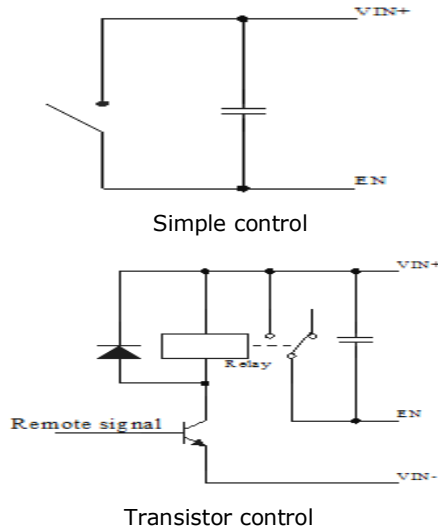 VIN+
EN
Simple control
VIN+
Relay
EN
Remote signal
VIN-
Transistor control